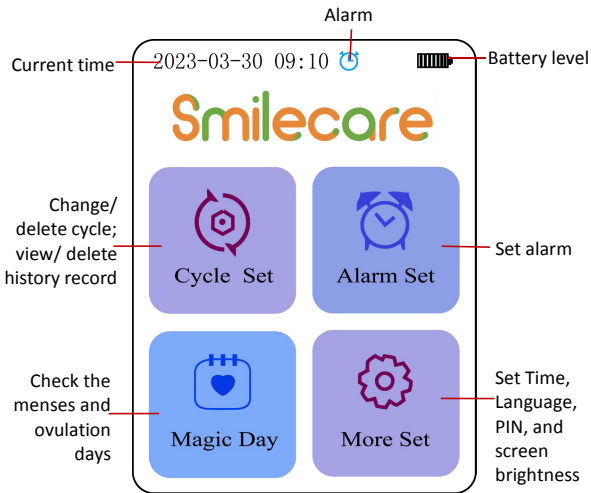 Alarm
Current time
2023-03-30 09:10
Battery level
Smilecare
Change/
delete cycle;
view/ delete
history record
Cycle Set
Alarm Set
Set alarm
Check the
menses and
ovulation
days
Magic Day
More Set
Set Time,
Language,
PIN, and
screen
brightness